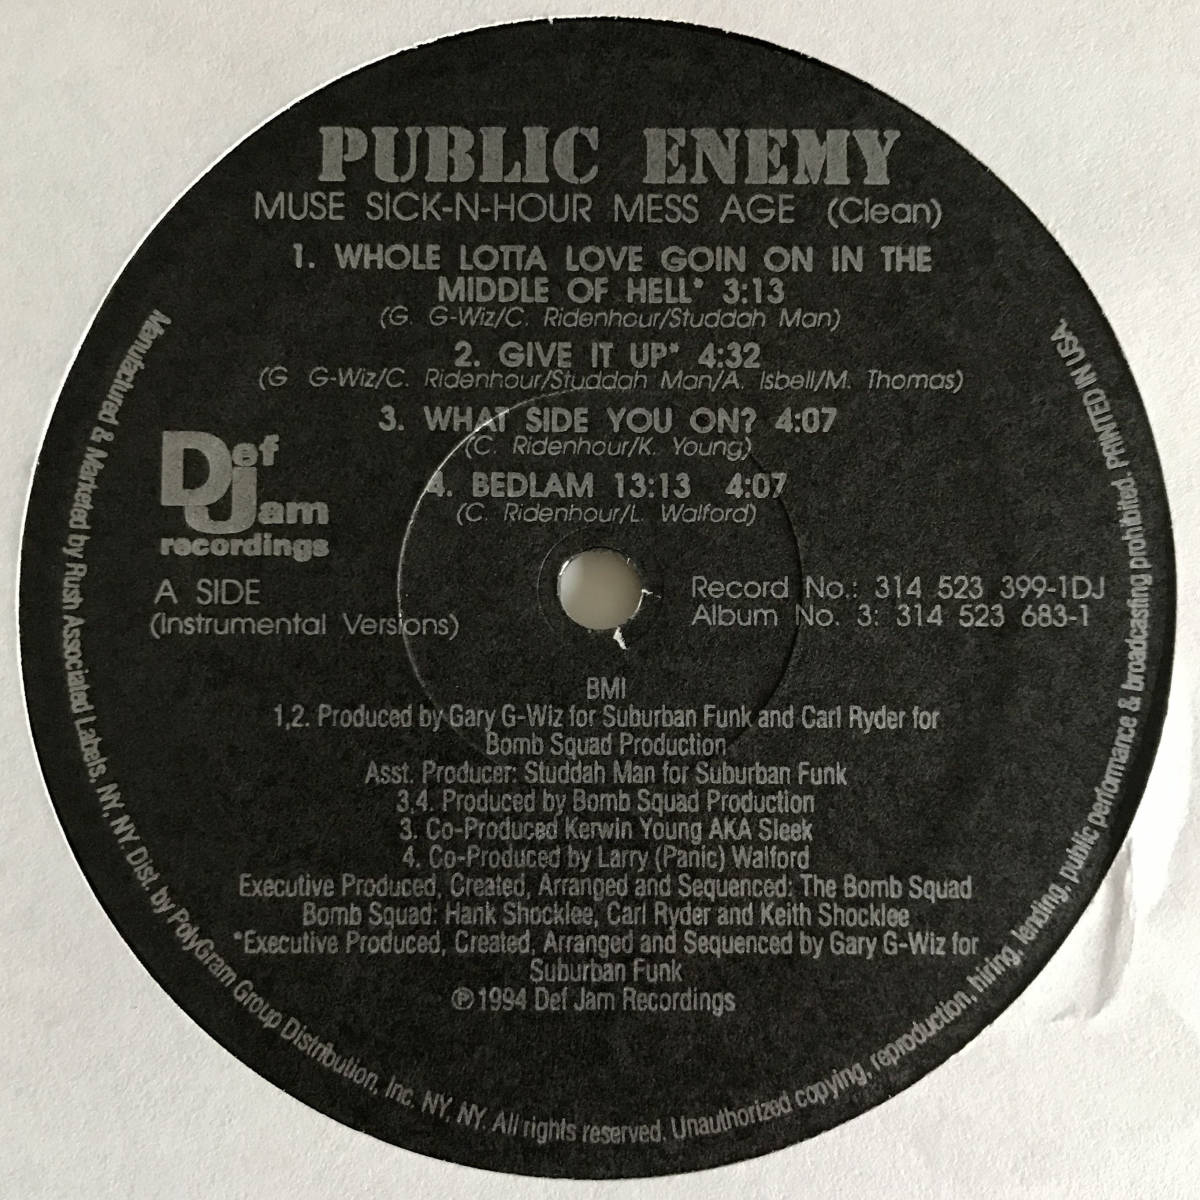 PUBLIC ENEMY
MUSE SICK-N-HOUR MESS AGE (Clean)
1. WHOLE LOTTA LOVE GOIN ON IN THE
MIDDLE OF HELL* 3:13
(G. G-Wiz/C. Ridenhour/Studdah Man)
2. GIVE IT UP* 4:32
(G G-Wiz/C. Ridenhour/Studdah Man/A. Isbell/M. Thomas)
3. WHAT SIDE YOU ON? 4:07
(C. Ridenhour/K. Young)
4. BEDLAM 13:13 4:07
(C. Ridenhour/L. Walford)
Def
Jam
recordings
A SIDE
(Instrumental Versions)
Record No.: 314 523 399-1DJ
Album No. 3: 314 523 683-1
BMI
1,2. Produced by Gary G-Wiz for Suburban Funk and Carl Ryder for
Bomb Squad Production
Asst. Producer: Studdah Man for Suburban Funk
3,4. Produced by Bomb Squad Production
3. Co-Produced Kerwin Young AKA Sleek
4. Co-Produced by Larry (Panic) Walford
Executive Produced, Created, Arranged and Sequenced: The Bomb Squad
Bomb Squad: Hank Shocklee, Carl Ryder and Keith Shocklee
*Executive Produced, Created, Arranged and Sequenced by Gary G-Wiz for
Suburban Funk
℗1994 Def Jam Recordings
Manufactured & Marketed by Rush Associated Labels, NY, NY. Dist. by PolyGram Group Distribution, Inc. NY, NY. All rights reserved. Unauthorized copying, reproduction, hiring, lending, public performance & broadcasting prohibited. PRINTED IN USA.